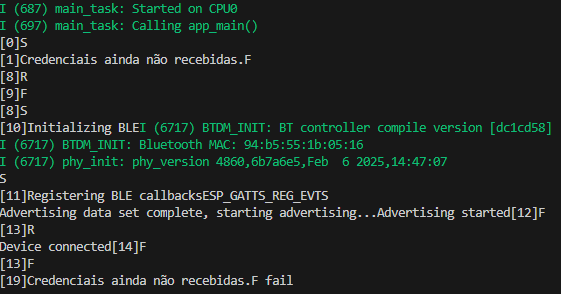 I (687) main_task: Started on CPU0
I (697) main_task: Calling app_main()
[0]S
[1]Credenciais ainda não recebidas.F
[8]R
[9]F
[8]S
[10]Initializing BLEI (6717) BTDM_INIT: BT controller compile version [dc1cd58]
I (6717) BTDM_INIT: Bluetooth MAC: 94:b5:55:1b:05:16
I (6717) phy_init: phy_version 4860,6b7a6e5,Feb  6 2025,14:47:07
S
[11]Registering BLE callbacksESP_GATTS_REG_EVTS
Advertising data set complete, starting advertising...Advertising started[12]F
[13]R
Device connected[14]F
[13]F
[19]Credenciais ainda não recebidas.F fail